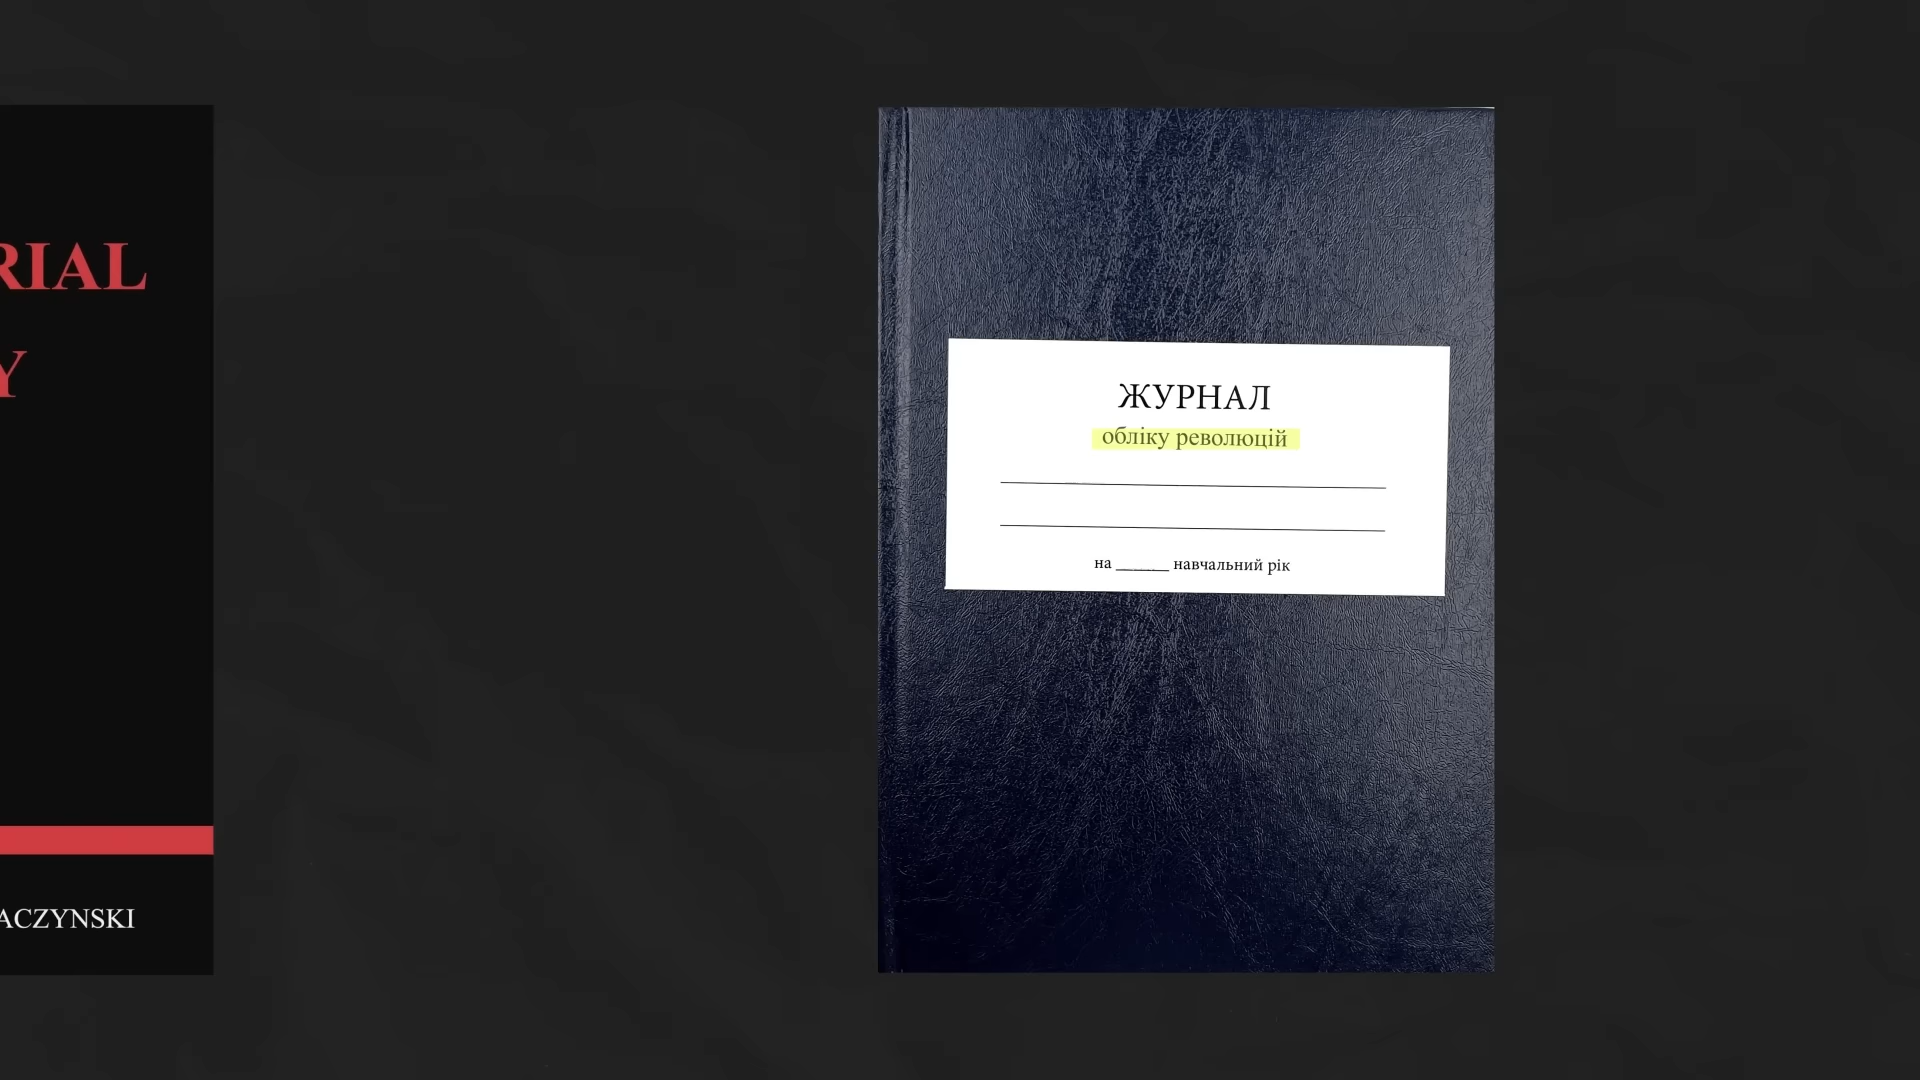 RIAL
Y
ACZYNSKI
ЖУРНАЛ
обліку революцій
на ______ навчальний рік